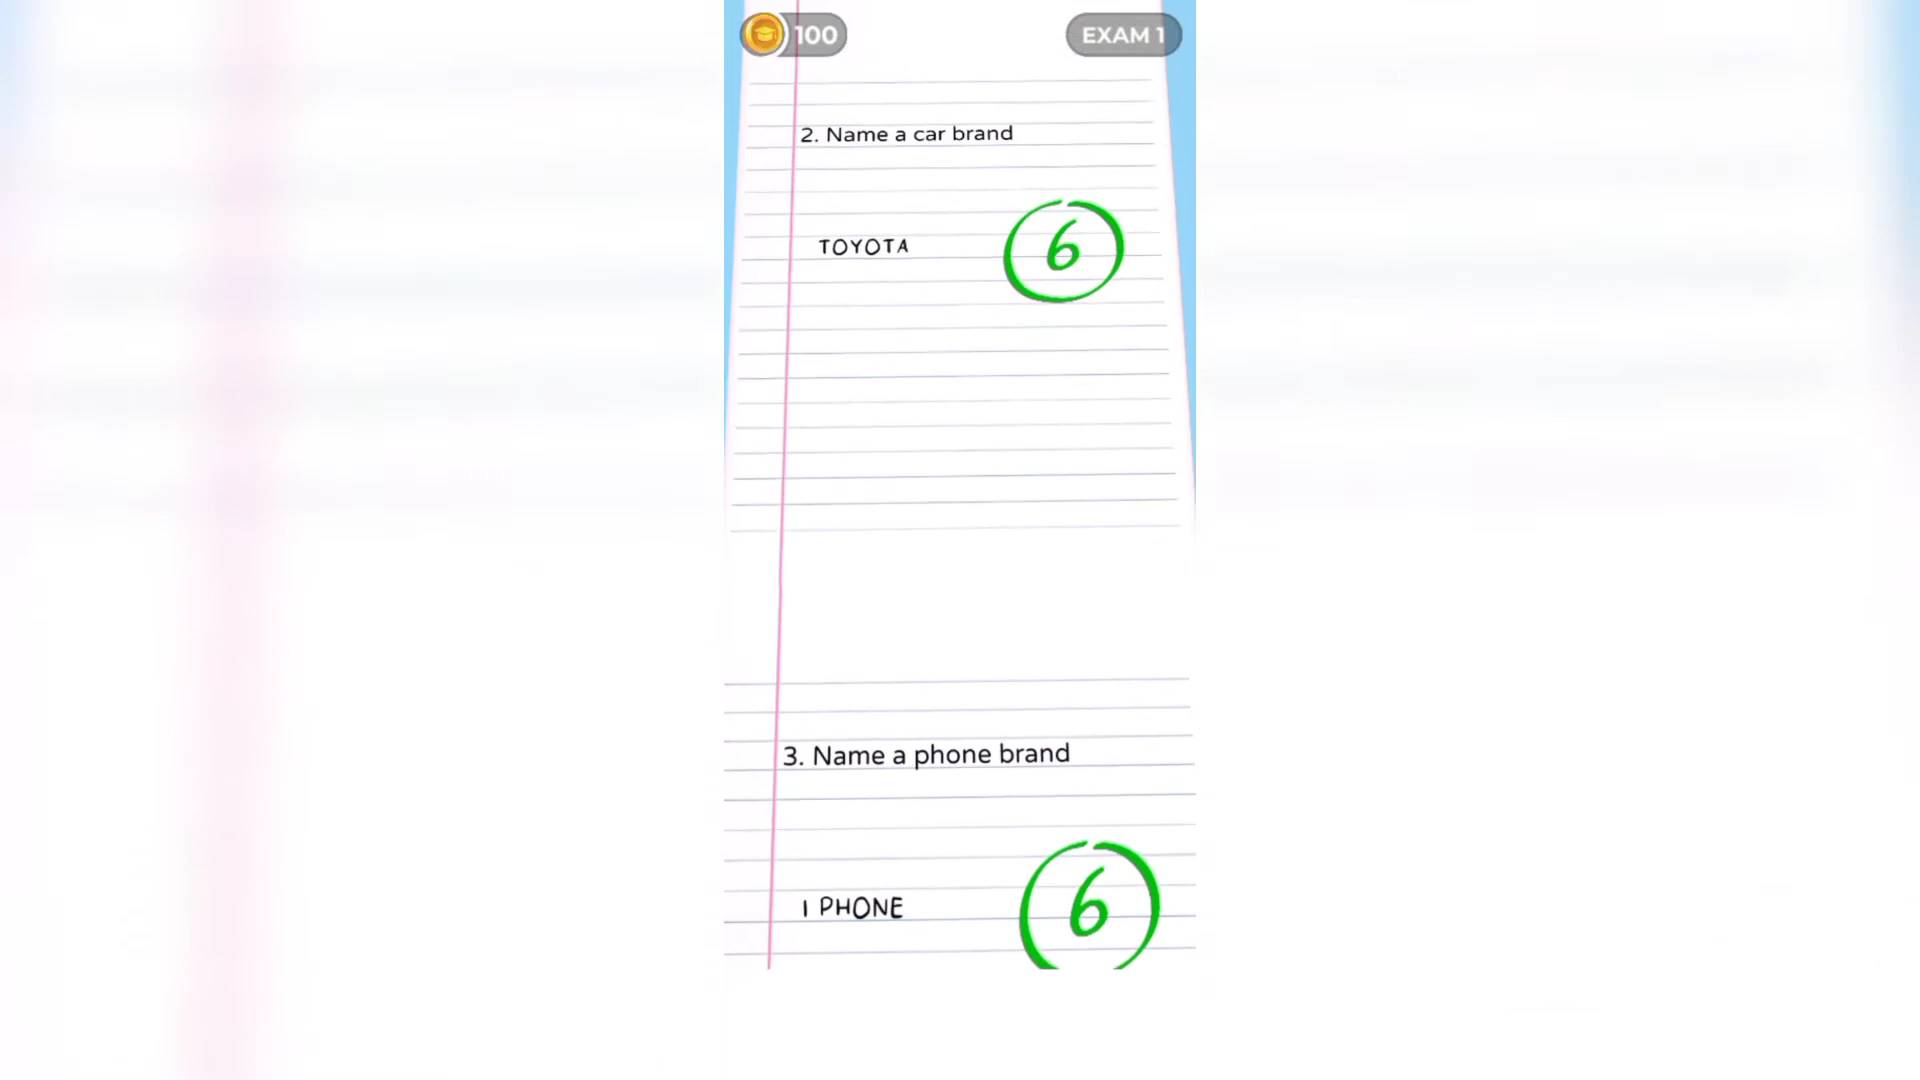 100
EXAM 1
2. Name a car brand
TOYOTA
6
3. Name a phone brand
I PHONE
6